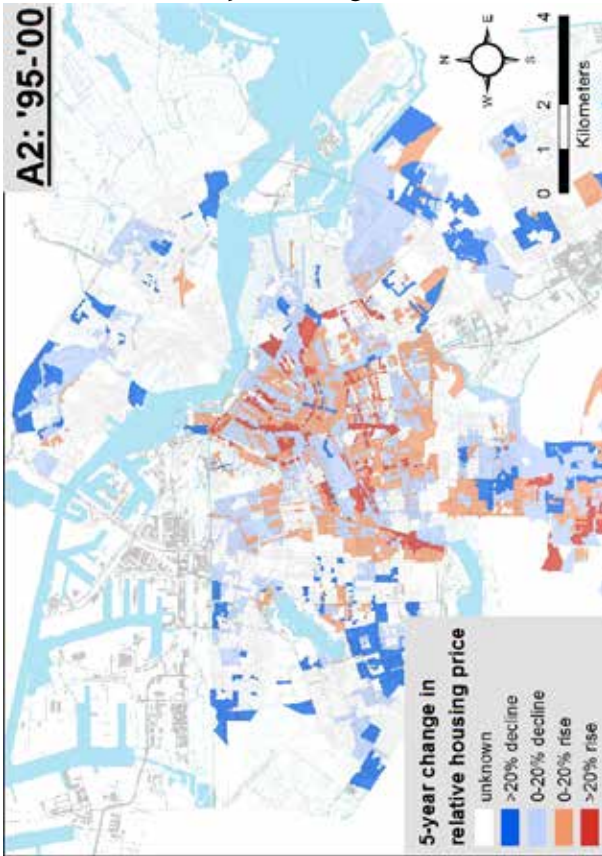 A2: '95-'00
N
E
W
S
0 1 2 4
Kilometers
5-year change in
relative housing price
unknown
>20% decline
0-20% decline
0-20% rise
>20% rise